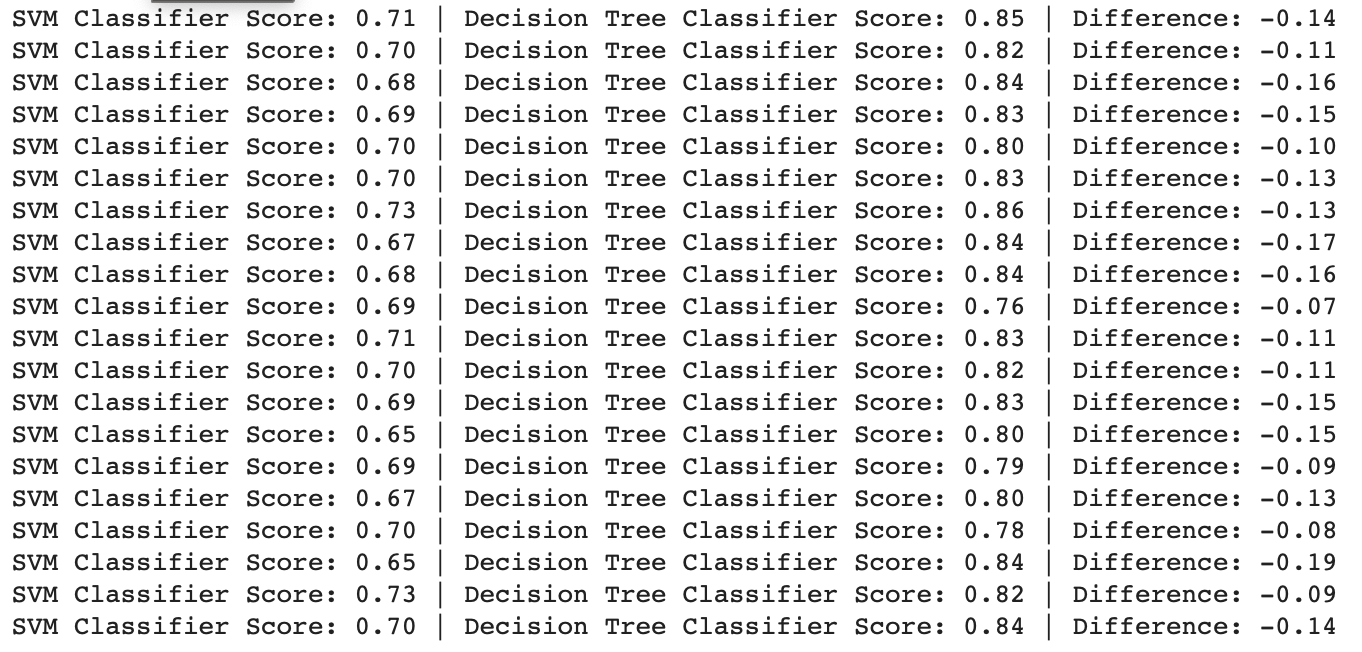 SVM Classifier Score: 0.71 | Decision Tree Classifier Score: 0.85 | Difference: -0.14
SVM Classifier Score: 0.70 | Decision Tree Classifier Score: 0.82 | Difference: -0.11
SVM Classifier Score: 0.68 | Decision Tree Classifier Score: 0.84 | Difference: -0.16
SVM Classifier Score: 0.69 | Decision Tree Classifier Score: 0.83 | Difference: -0.15
SVM Classifier Score: 0.70 | Decision Tree Classifier Score: 0.80 | Difference: -0.10
SVM Classifier Score: 0.70 | Decision Tree Classifier Score: 0.83 | Difference: -0.13
SVM Classifier Score: 0.73 | Decision Tree Classifier Score: 0.86 | Difference: -0.13
SVM Classifier Score: 0.67 | Decision Tree Classifier Score: 0.84 | Difference: -0.17
SVM Classifier Score: 0.68 | Decision Tree Classifier Score: 0.84 | Difference: -0.16
SVM Classifier Score: 0.69 | Decision Tree Classifier Score: 0.76 | Difference: -0.07
SVM Classifier Score: 0.71 | Decision Tree Classifier Score: 0.83 | Difference: -0.11
SVM Classifier Score: 0.70 | Decision Tree Classifier Score: 0.82 | Difference: -0.11
SVM Classifier Score: 0.69 | Decision Tree Classifier Score: 0.83 | Difference: -0.15
SVM Classifier Score: 0.65 | Decision Tree Classifier Score: 0.80 | Difference: -0.15
SVM Classifier Score: 0.69 | Decision Tree Classifier Score: 0.79 | Difference: -0.09
SVM Classifier Score: 0.67 | Decision Tree Classifier Score: 0.80 | Difference: -0.13
SVM Classifier Score: 0.70 | Decision Tree Classifier Score: 0.78 | Difference: -0.08
SVM Classifier Score: 0.65 | Decision Tree Classifier Score: 0.84 | Difference: -0.19
SVM Classifier Score: 0.73 | Decision Tree Classifier Score: 0.82 | Difference: -0.09
SVM Classifier Score: 0.70 | Decision Tree Classifier Score: 0.84 | Difference: -0.14